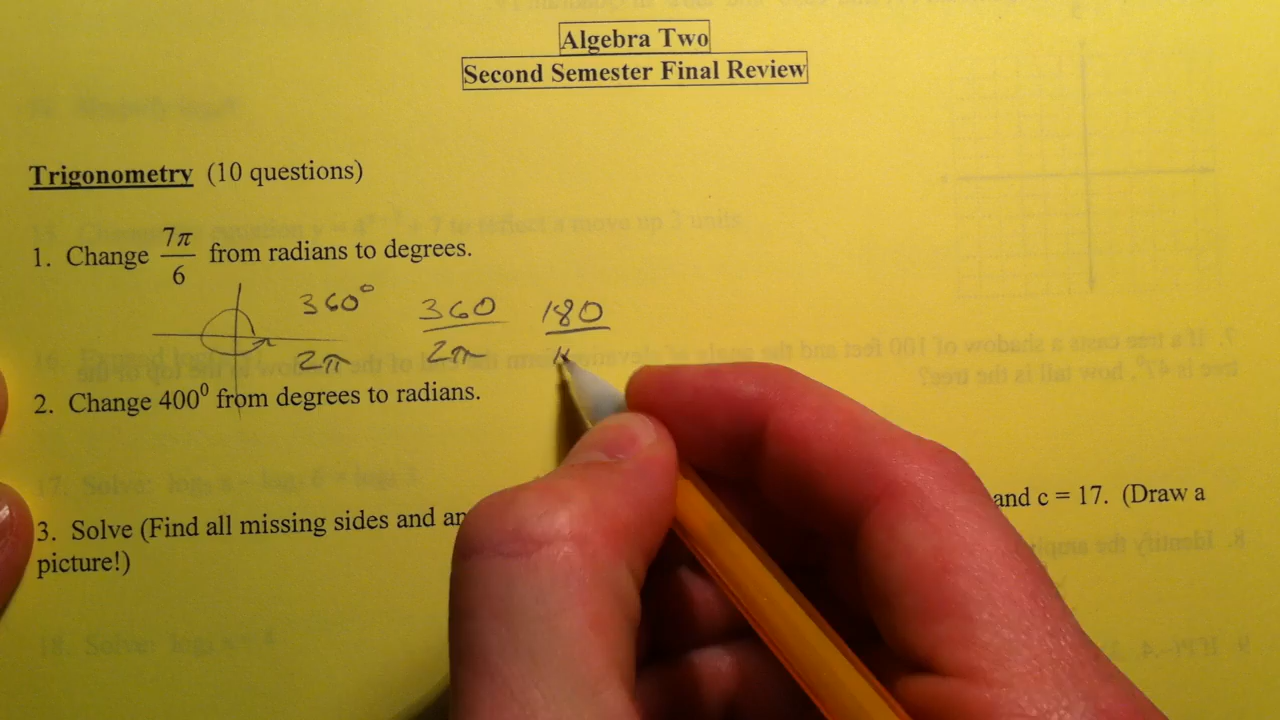 Algebra Two
Second Semester Final Review
Trigonometry (10 questions)
1. Change 7π/6 from radians to degrees.
360° 360 180
2π 2π
2. Change 400⁰ from degrees to radians.
3. Solve (Find all missing sides and and c = 17. (Draw a
picture!)